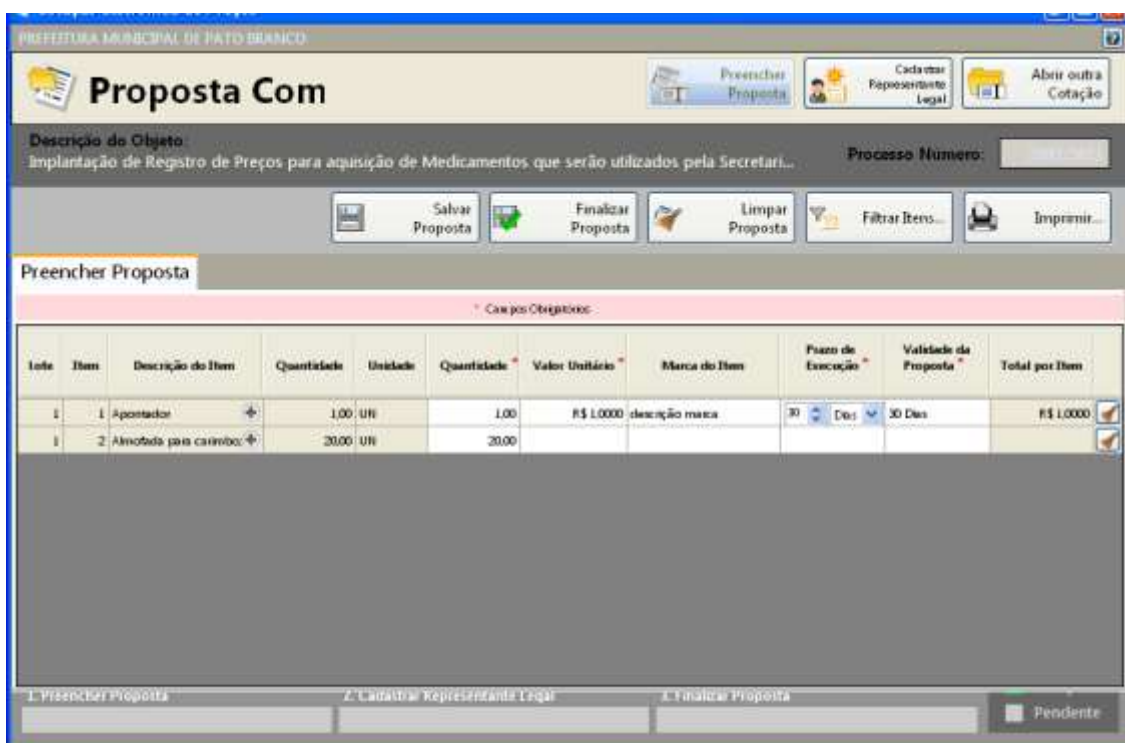 PREFEITURA MUNICIPAL DE PATO BRANCO
Proposta Com
Preencher
Proposta
Cadastrar
Representante
Legal
Abrir outra
Cotação
Descrição do Objeto:
Implantação de Registro de Preços para aquisição de Medicamentos que serão utilizados pela Secretari...
Processo Número:
Salvar
Proposta
Finalizar
Proposta
Limpar
Proposta
Filtrar Itens...
Imprimir...
Preencher Proposta
* Campos Obrigatórios
Lote Item Descrição do Item Quantidade Unidade Quantidade * Valor Unitário * Marca do Item Prazo de Execução * Validade da Proposta * Total por Item
1 1 Apontador 1,00 UN 1,00 R$ 1,0000 descrição marca 30 Dias 30 Dias R$ 1,0000
1 2 Almofada para carimbo: 20,00 UN 20,00
1. Preencher Proposta
2. Cadastrar Representante Legal
3. Finalizar Proposta
Pendente